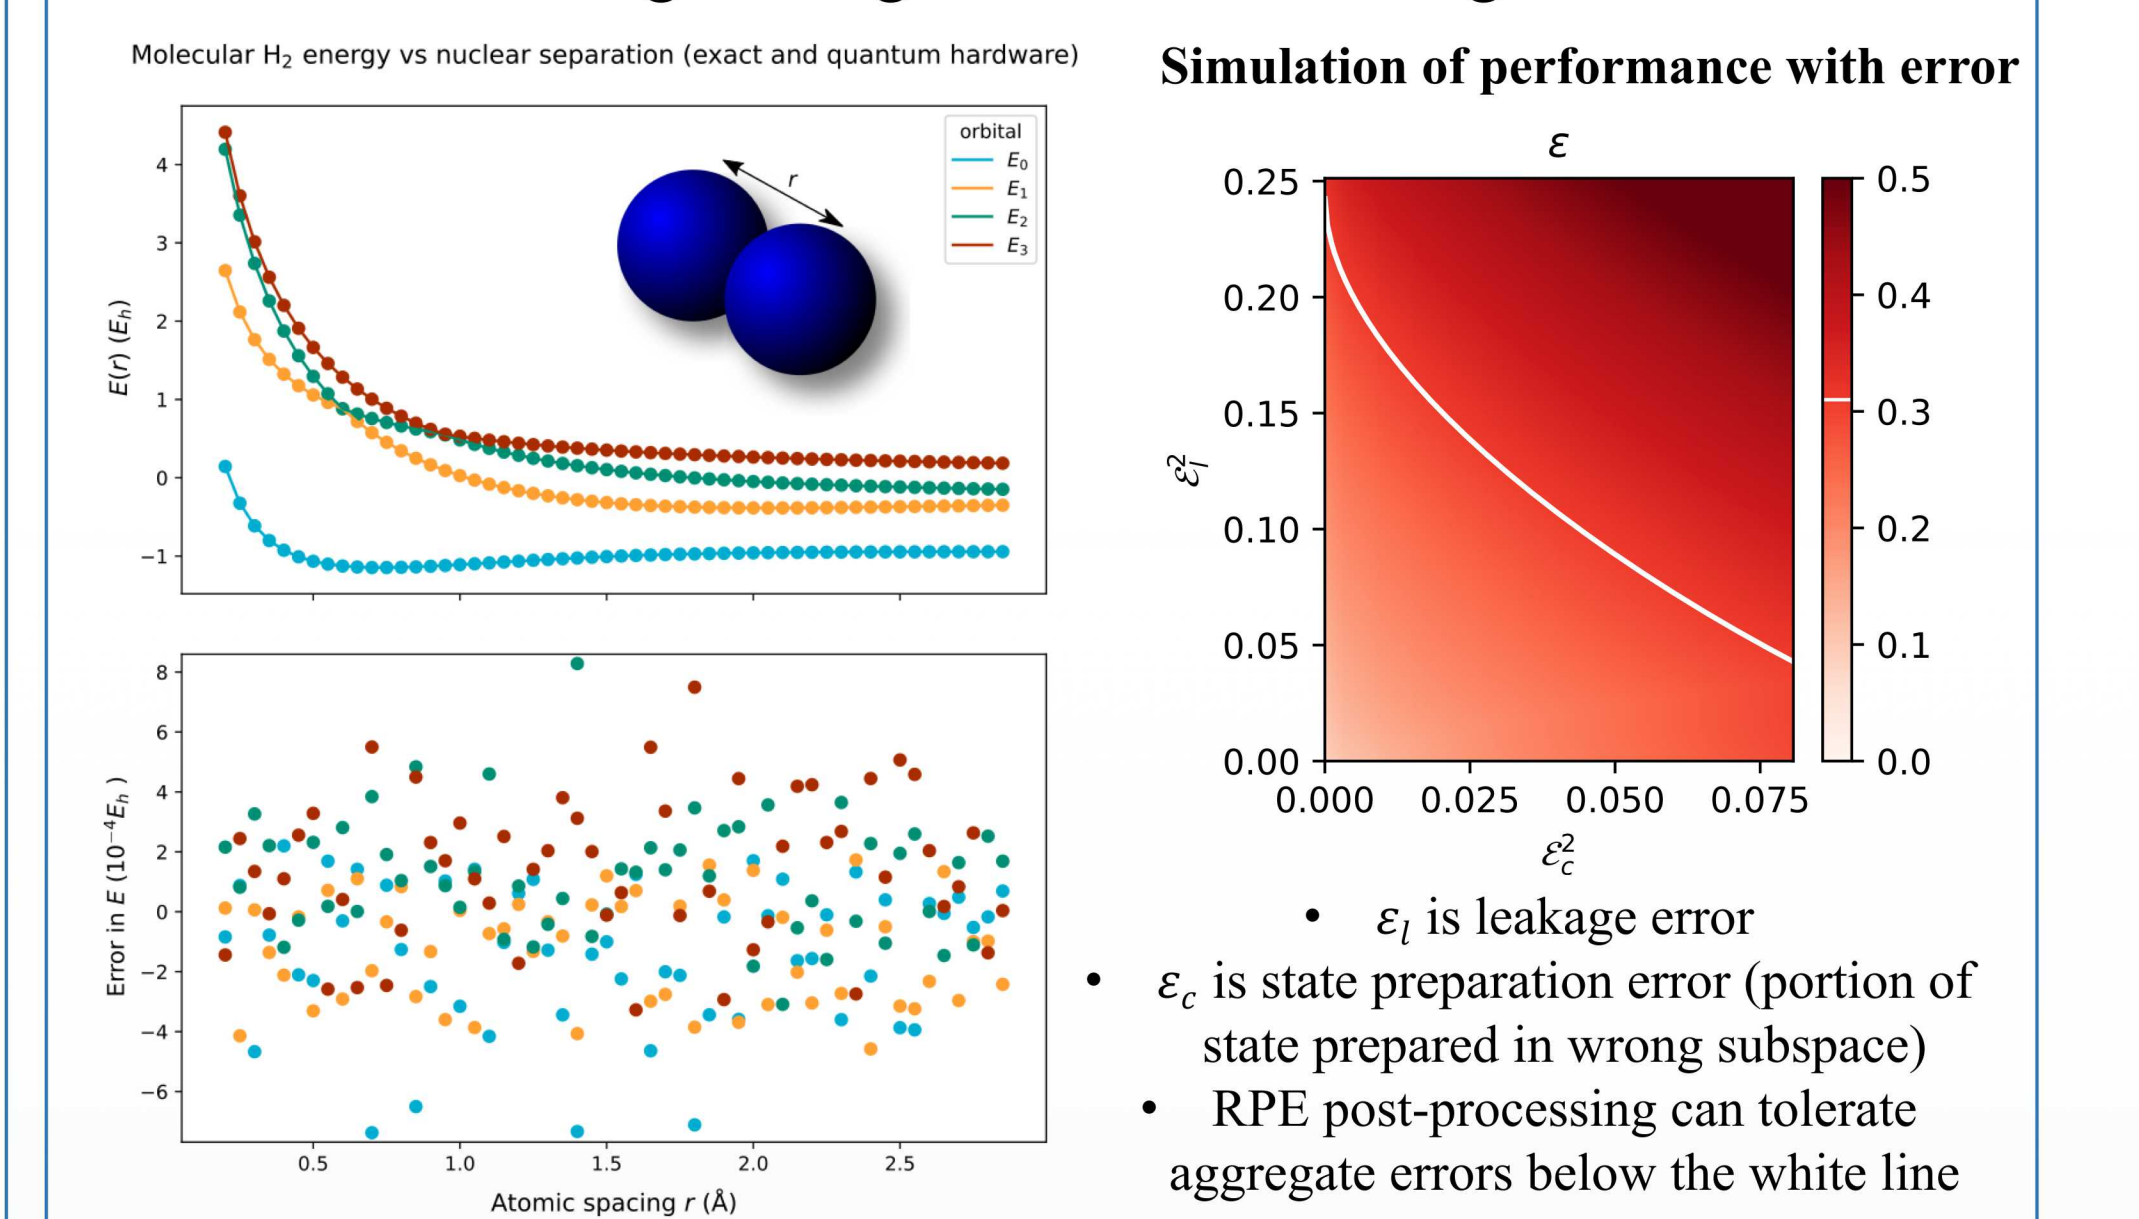 Molecular H₂ energy vs nuclear separation (exact and quantum hardware)
E(r) (Eₕ)
4
3
2
1
0
−1
orbital
E₀
E₁
E₂
E₃
r
Error in E (10⁻⁴Eₕ )
8
6
4
2
0
−2
−4
−6
0.5 1.0 1.5 2.0 2.5
Atomic spacing r (Å)
Simulation of performance with error
ε
0.25
0.20
0.15
0.10
0.05
0.00
ℰₗ²
0.000 0.025 0.050 0.075
ℰ_c²
0.5
0.4
0.3
0.2
0.1
0.0
• εₗ is leakage error
• ε_c is state preparation error (portion of
state prepared in wrong subspace)
• RPE post-processing can tolerate
aggregate errors below the white line